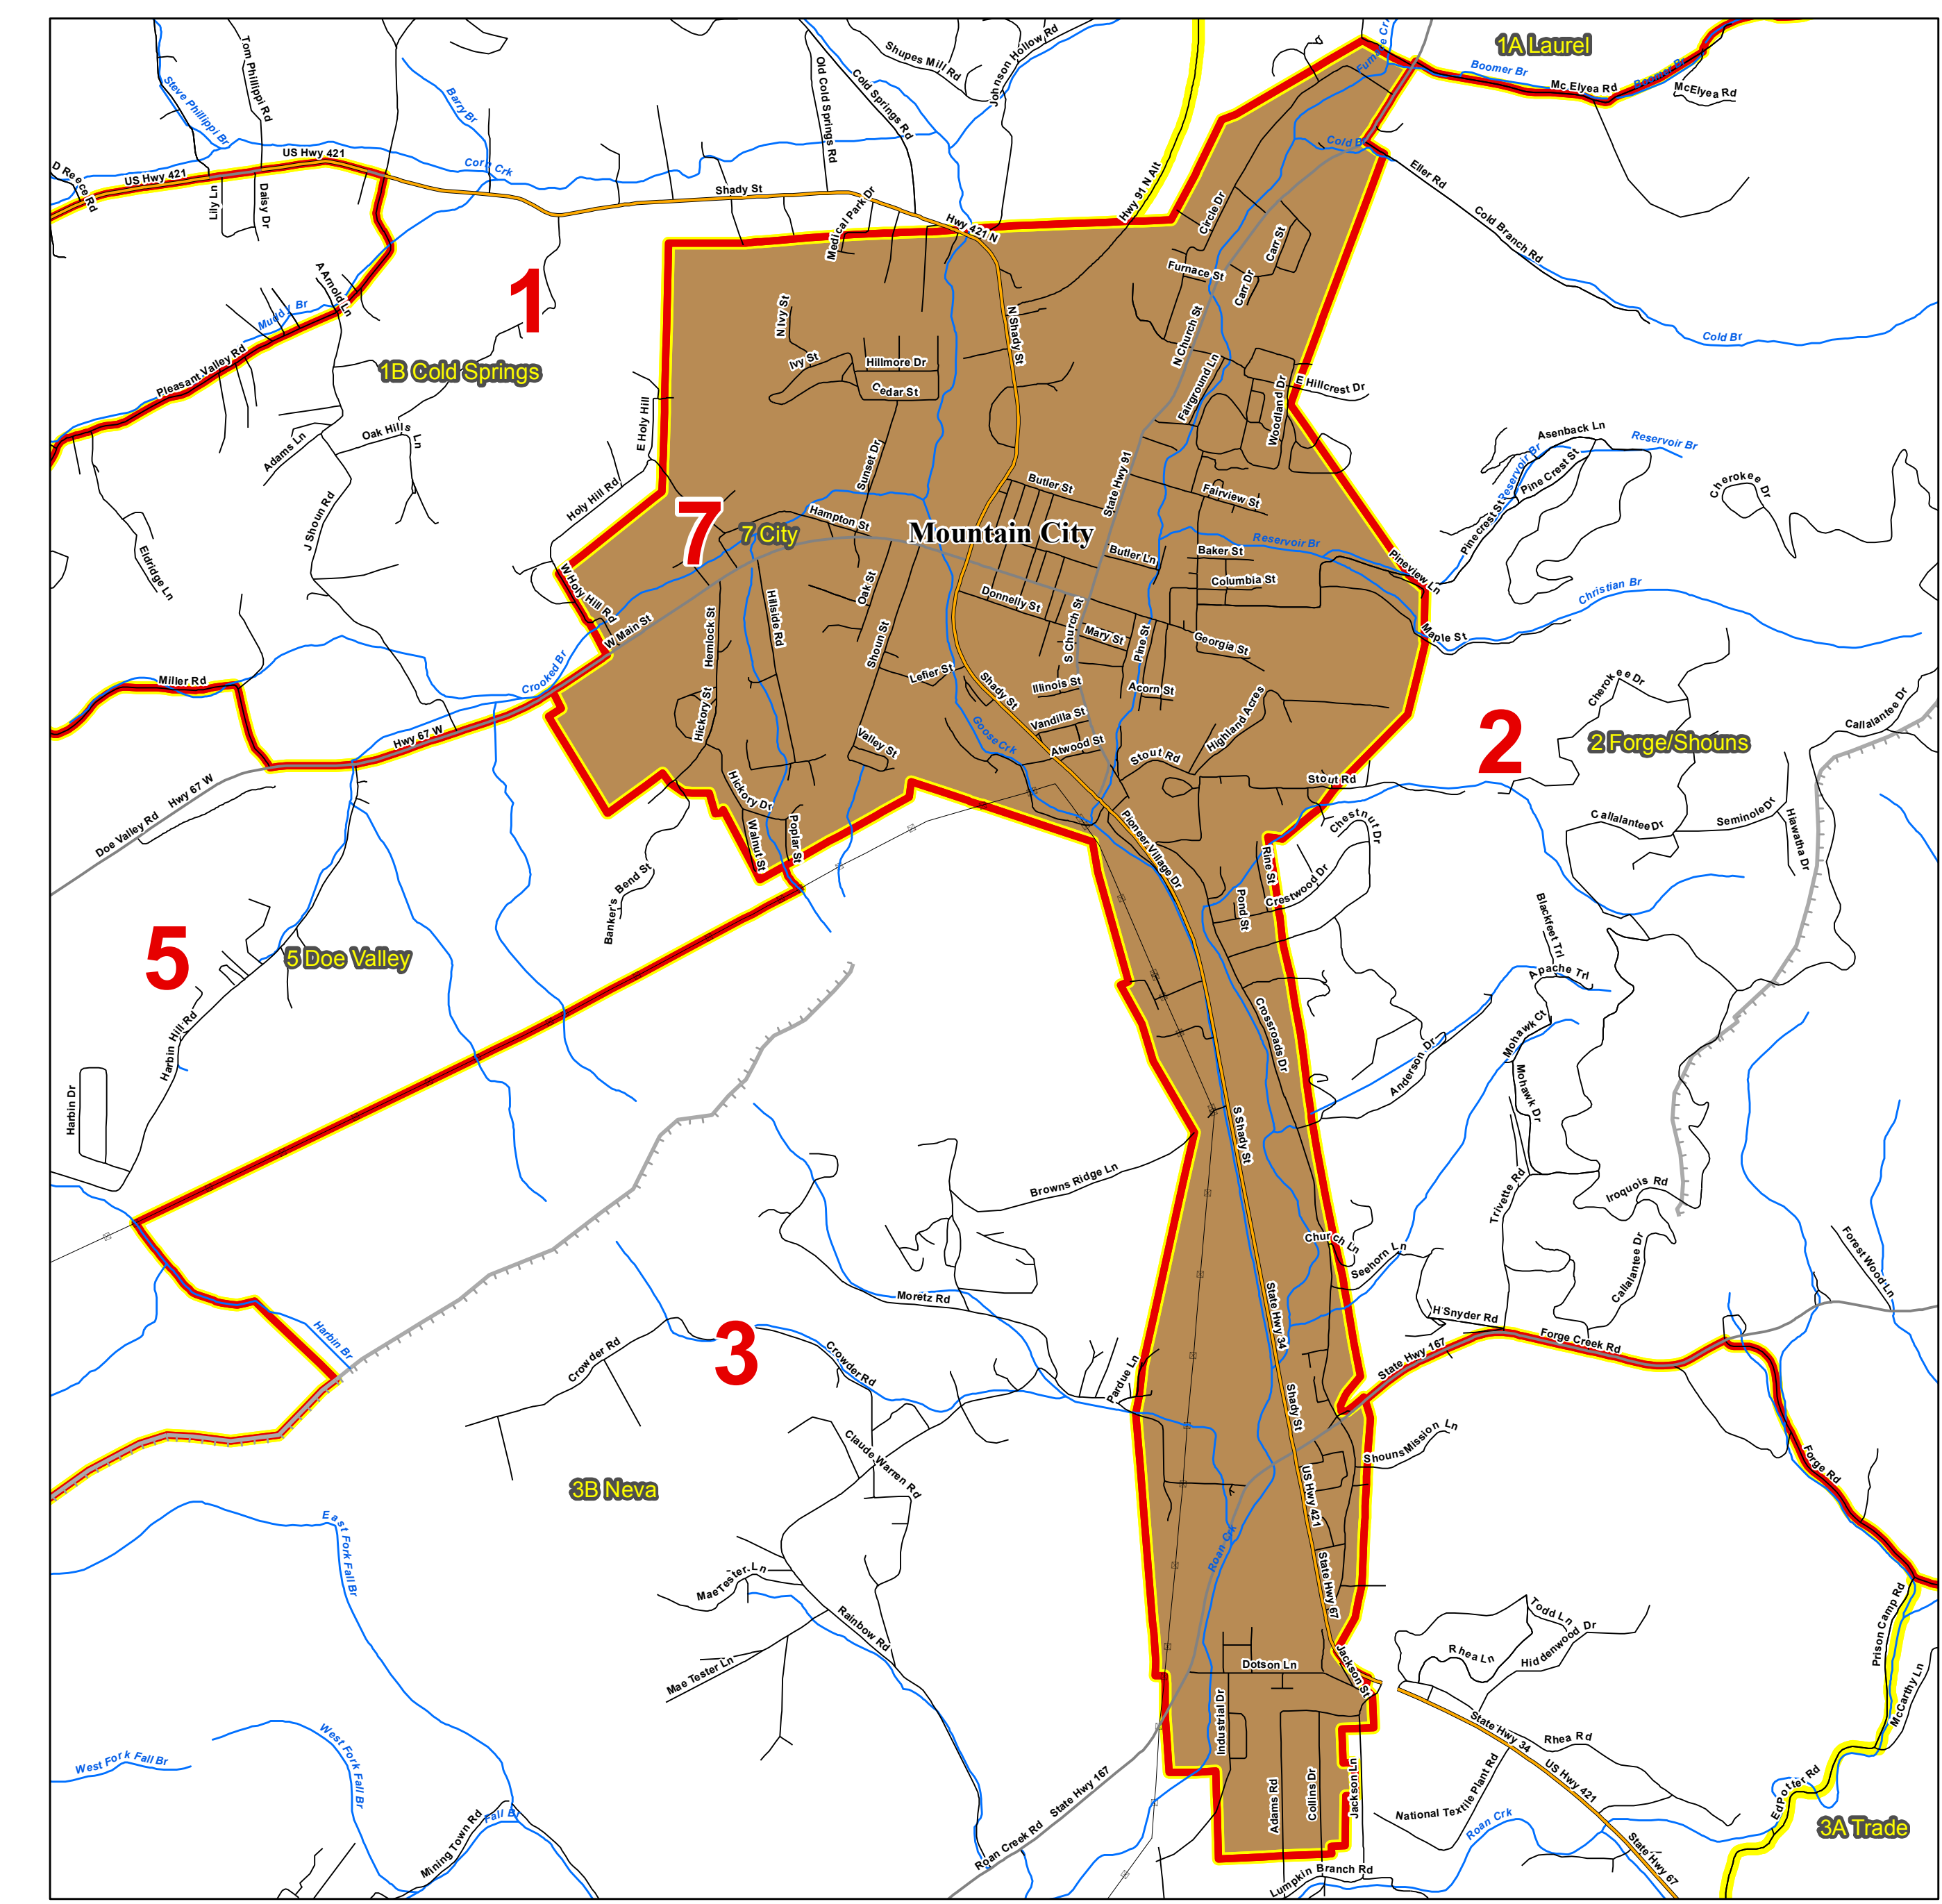 1A Laurel
Boomer Br
Mc Elyea Rd
Boomer Br
McElyea Rd
Tom Phillippi Rd
Steve Phillippi Br
Barry Br
Old Cold Springs Rd
Cold Springs Rd
Shupes Mill Rd
Johnson Hollow Rd
Hwy 91 N Alt
D Reece Rd
US Hwy 421
US Hwy 421
Corn Crk
Lily Ln
Daisy Dr
Shady St
Medical Park Dr
Hwy 421 N
Cold Br
Eller Rd
Cold Branch Rd
Cold Br
Circle Dr
Carr St
Furnace St
Carr Dr
A Arnold Ln
1
1B Cold Springs
Pleasant Valley Rd
N Ivy St
Ivy St
Hillmore Dr
Cedar St
N Shady St
N Church St
Fairground Ln
Woodland Dr
E Hillcrest Dr
E Holy Hill
Adams Ln
Oak Hills Ln
Holy Hill Rd
Sunset Dr
State Hwy 91
Asenback Ln
Reservoir Br
Reservoir Br
Pine Crest St
Pinecrest St
Cherokee Dr
J Shoun Rd
Eldridge Ln
7
7 City
Hampton St
Mountain City
Butler St
Fairview St
Butler Ln
Baker St
Reservoir Br
Columbia St
Pineview Ln
Christian Br
W Holy Hill Rd
W Main St
Hemlock St
Hillside Rd
Oak St
Shoun St
Donnelly St
S Church St
Mary St
Pine St
Georgia St
Maple St
Miller Rd
Crooked Br
Hickory St
Lefler St
Shady St
Illinois St
Acorn St
Vandilla St
Highland Acres
Goose Crk
Atwood St
Stout Rd
Valley St
2
2 Forge/Shouns
Cherokee Dr
Callalantee Dr
Hwy 67 W
Hwy 67 W
Doe Valley Rd
Hickory Dr
Walnut St
Poplar St
Pioneer Village Dr
Stout Rd
Chestnut Dr
Rine St
Crestwood Dr
Pond St
Callalantee Dr
Seminole Dr
Hiawatha Dr
Banker's Bend St
5
5 Doe Valley
Harbin Hill Rd
Harbin Dr
Crossroads Dr
Anderson Dr
Blackfeet Trl
Apache Trl
Mohawk Ct
Mohawk Dr
Trivette Rd
Iroquois Rd
Callalantee Dr
Forest Wood Ln
S Shady St
Browns Ridge Ln
Church Ln
Seehorn Ln
Moretz Rd
State Hwy 34
H Snyder Rd
Forge Creek Rd
State Hwy 167
Harbin Br
3
Crowder Rd
Crowder Rd
Pardue Ln
Shady St
Shouns Mission Ln
Forge Rd
3B Neva
Claude Warren Rd
US Hwy 421
Roan Crk
State Hwy 67
East Fork Fall Br
Mae Tester Ln
Rainbow Rd
Mae Tester Ln
Dotson Ln
Jackson St
Todd Ln
Rhea Ln
Hiddenwood Dr
Prison Camp Rd
McCarthy Ln
Industrial Dr
State Hwy 34
Rhea Rd
US Hwy 421
West Fork Fall Br
West Fork Fall Br
Fall Br
Mining Town Rd
Roan Creek Rd
State Hwy 167
Adams Rd
Collins Dr
Jackson Ln
National Textile Plant Rd
Roan Crk
Ed Potter Rd
3A Trade
State Hwy 67
Lumpkin Branch Rd